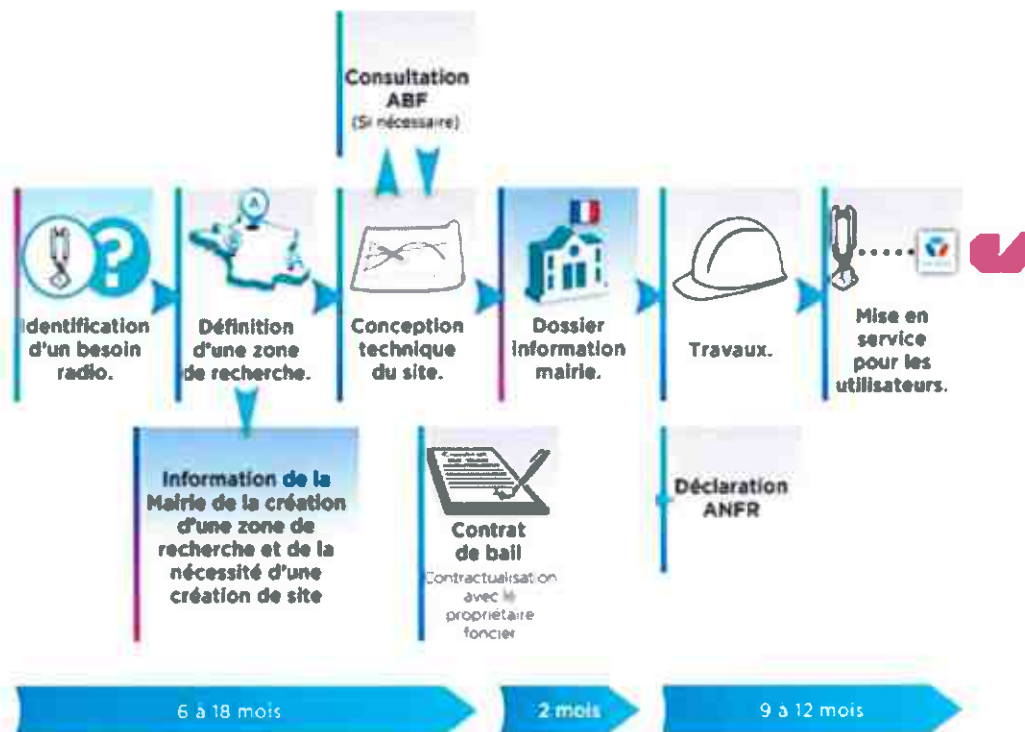 Consultation
ABF
(Si nécessaire)
Identification
d'un besoin
radio.
Définition
d'une zone
de recherche.
Conception
technique
du site.
Dossier
information
mairie.
Travaux.
Mise en
service
pour les
utilisateurs.
Information de la
Mairie de la création
d'une zone de
recherche et de la
nécessité d'une
création de site
Contrat
de bail
Contractualisation
avec le
propriétaire
foncier
Déclaration
ANFR
6 à 18 mois
2 mois
9 à 12 mois